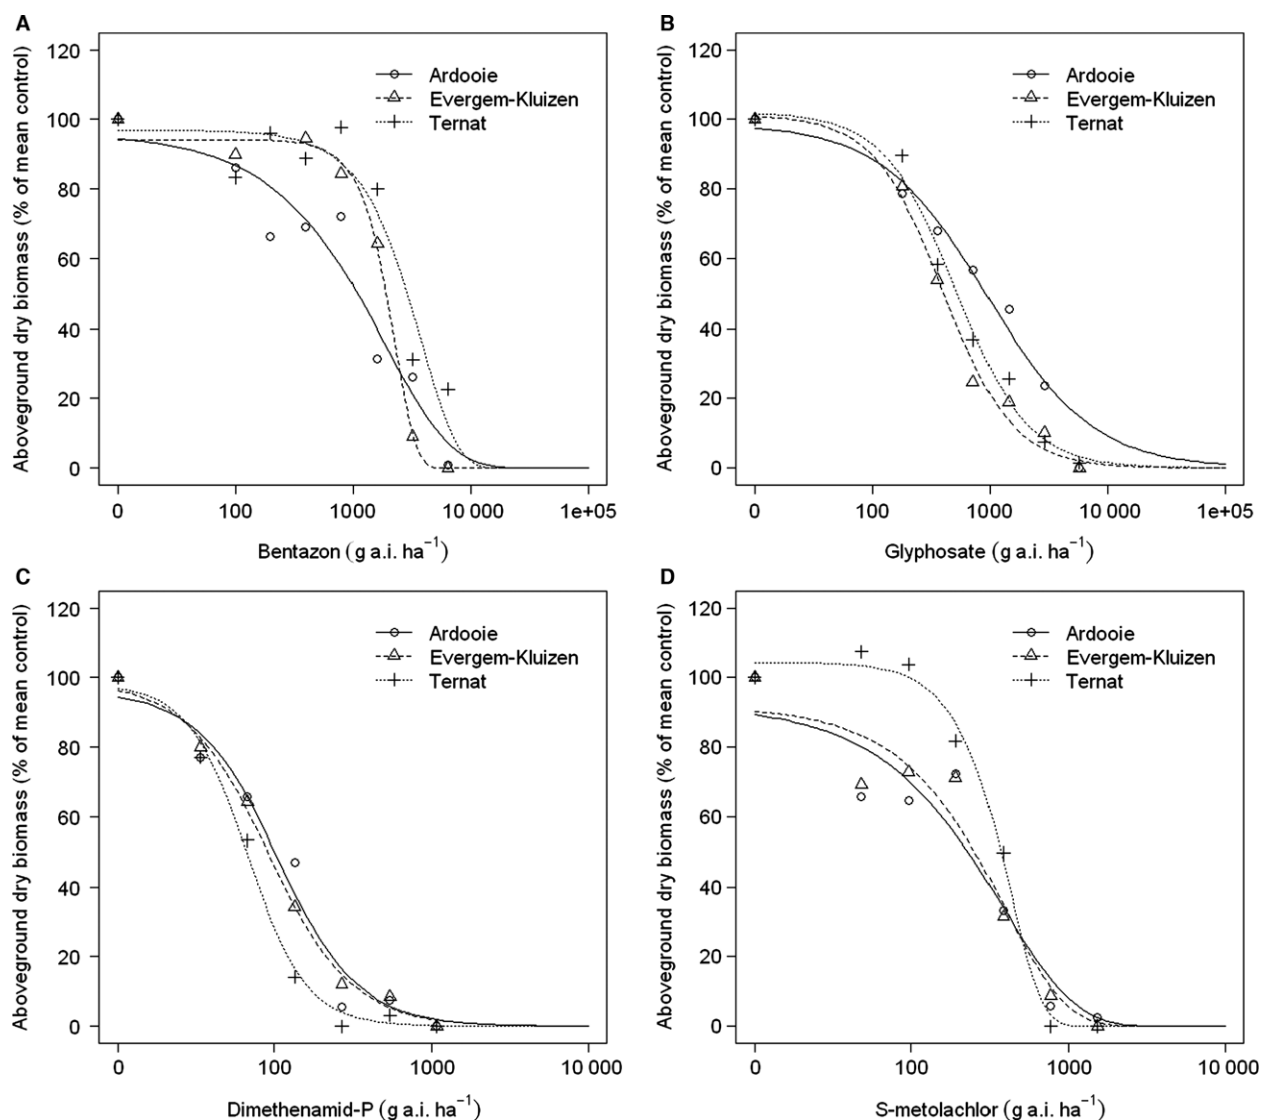 A
Aboveground dry biomass (% of mean control)
120
100
80
60
40
20
0
Ardooie
Evergem-Kluizen
Ternat
0 100 1000 10 000 1e+05
Bentazon (g a.i. ha⁻¹)
B
Aboveground dry biomass (% of mean control)
120
100
80
60
40
20
0
Ardooie
Evergem-Kluizen
Ternat
0 100 1000 10 000 1e+05
Glyphosate (g a.i. ha⁻¹)
C
Aboveground dry biomass (% of mean control)
120
100
80
60
40
20
0
Ardooie
Evergem-Kluizen
Ternat
0 100 1000 10 000
Dimethenamid-P (g a.i. ha⁻¹)
D
Aboveground dry biomass (% of mean control)
120
100
80
60
40
20
0
Ardooie
Evergem-Kluizen
Ternat
0 100 1000 10 000
S-metolachlor (g a.i. ha⁻¹)